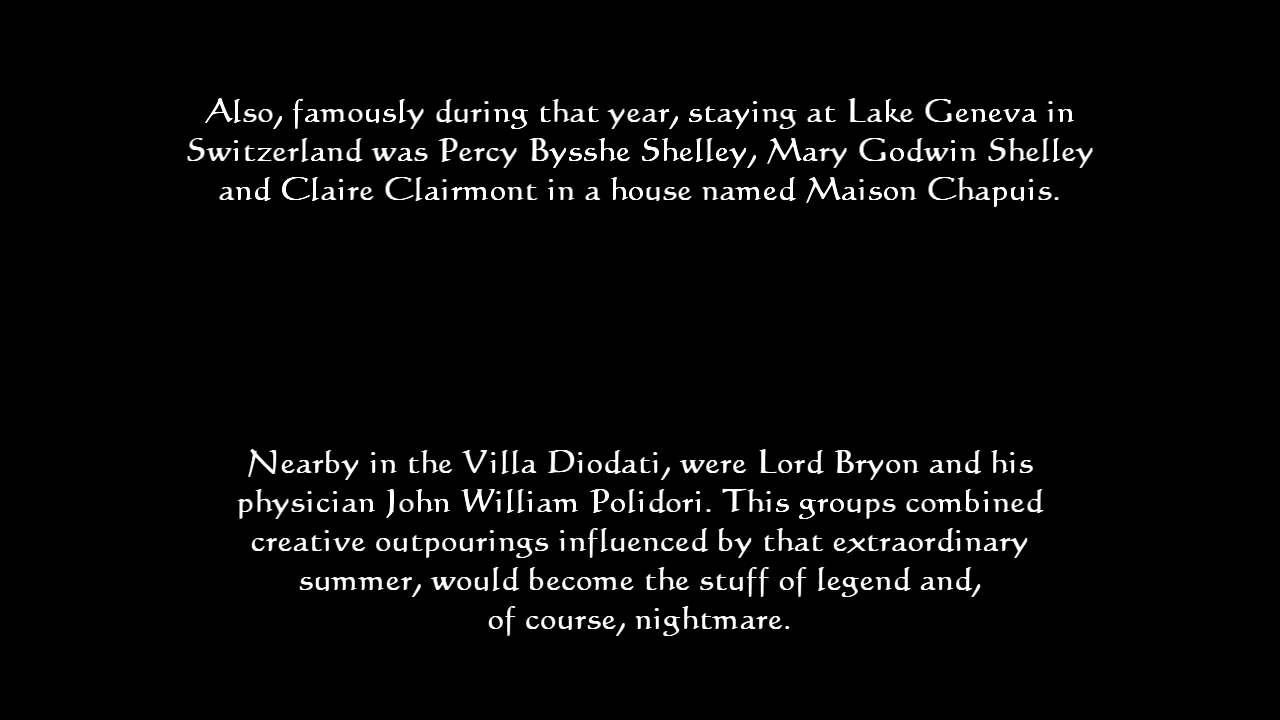 Also, famously during that year, staying at Lake Geneva in
Switzerland was Percy Bysshe Shelley, Mary Godwin Shelley
and Claire Clairmont in a house named Maison Chapuis.
Nearby in the Villa Diodati, were Lord Bryon and his
physician John William Polidori. This groups combined
creative outpourings influenced by that extraordinary
summer, would become the stuff of legend and,
of course, nightmare.